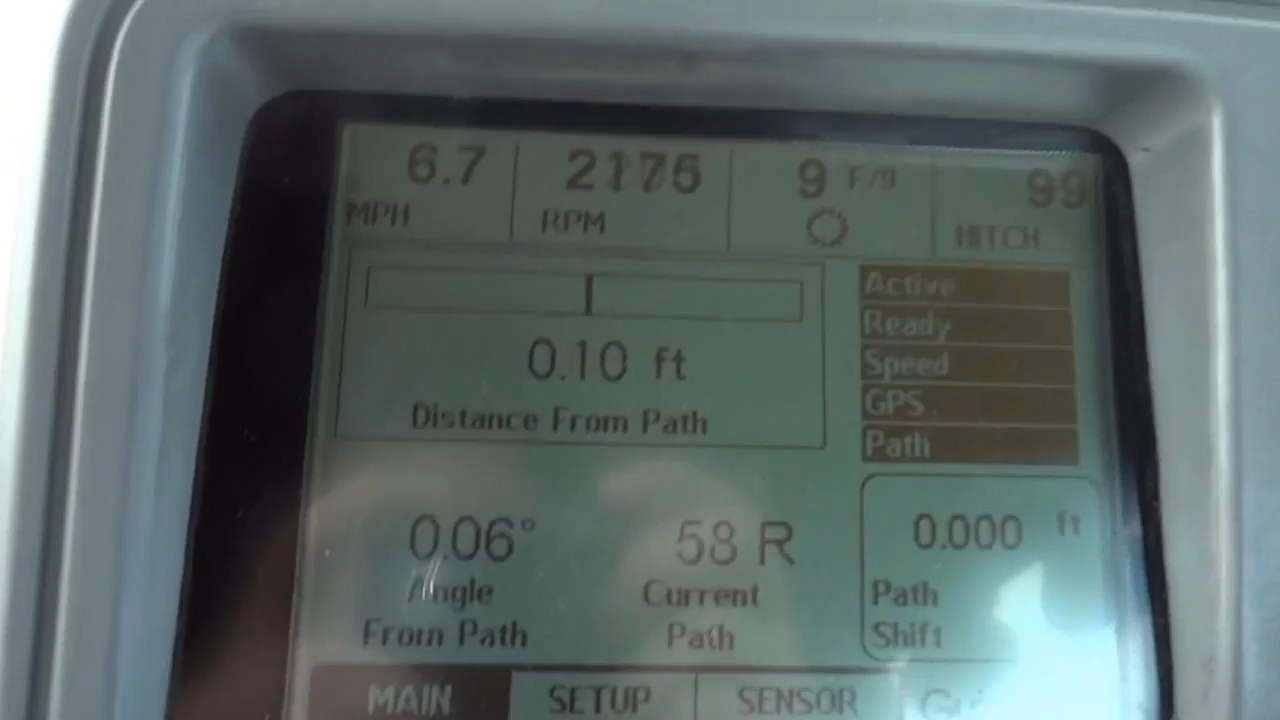 6.7 2175 9 F/9 99
MPH RPM HITCH
Active
Ready
0.10 ft
Speed
Distance From Path
GPS
Path
0.06° 58 R 0.000 ft
Angle Current Path
From Path Path Shift
MAIN SETUP SENSOR